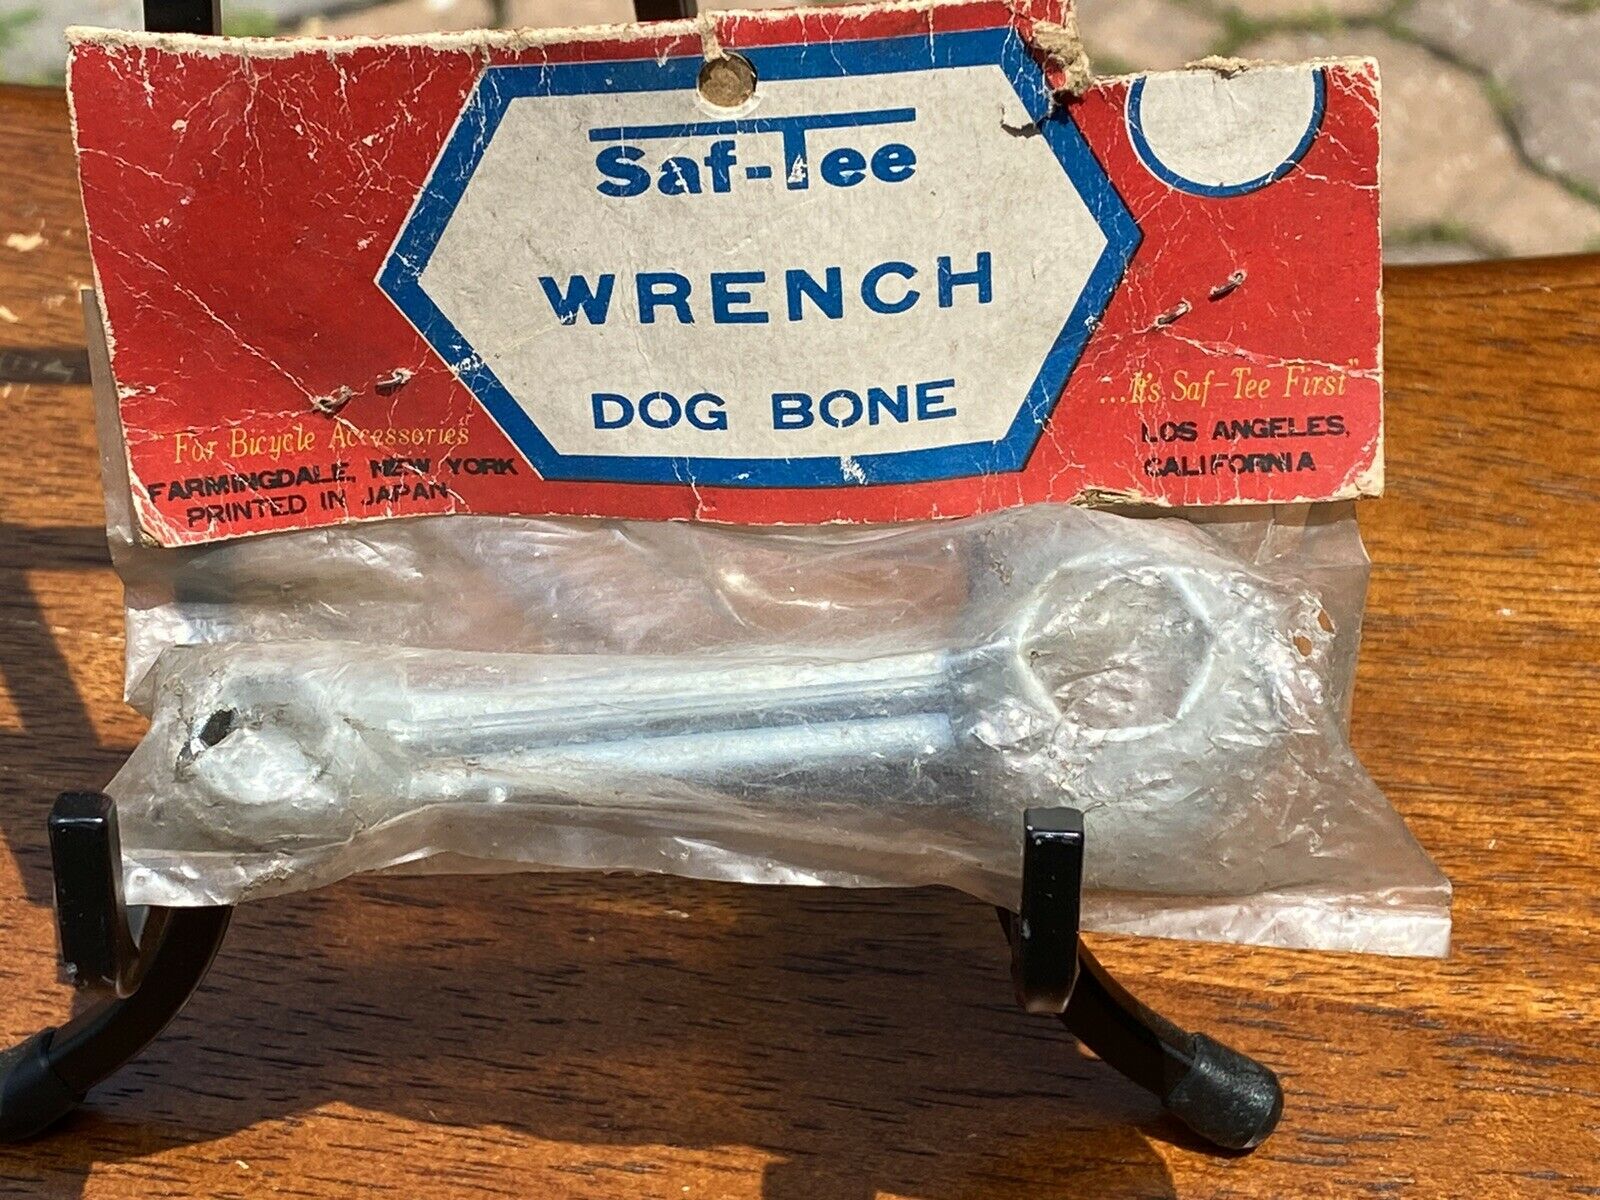 Saf-Tee
WRENCH
DOG BONE
"For Bicycle Accessories
FARMINGDALE, NEW YORK
PRINTED IN JAPAN
...It's Saf-Tee First"
LOS ANGELES,
CALIFORNIA